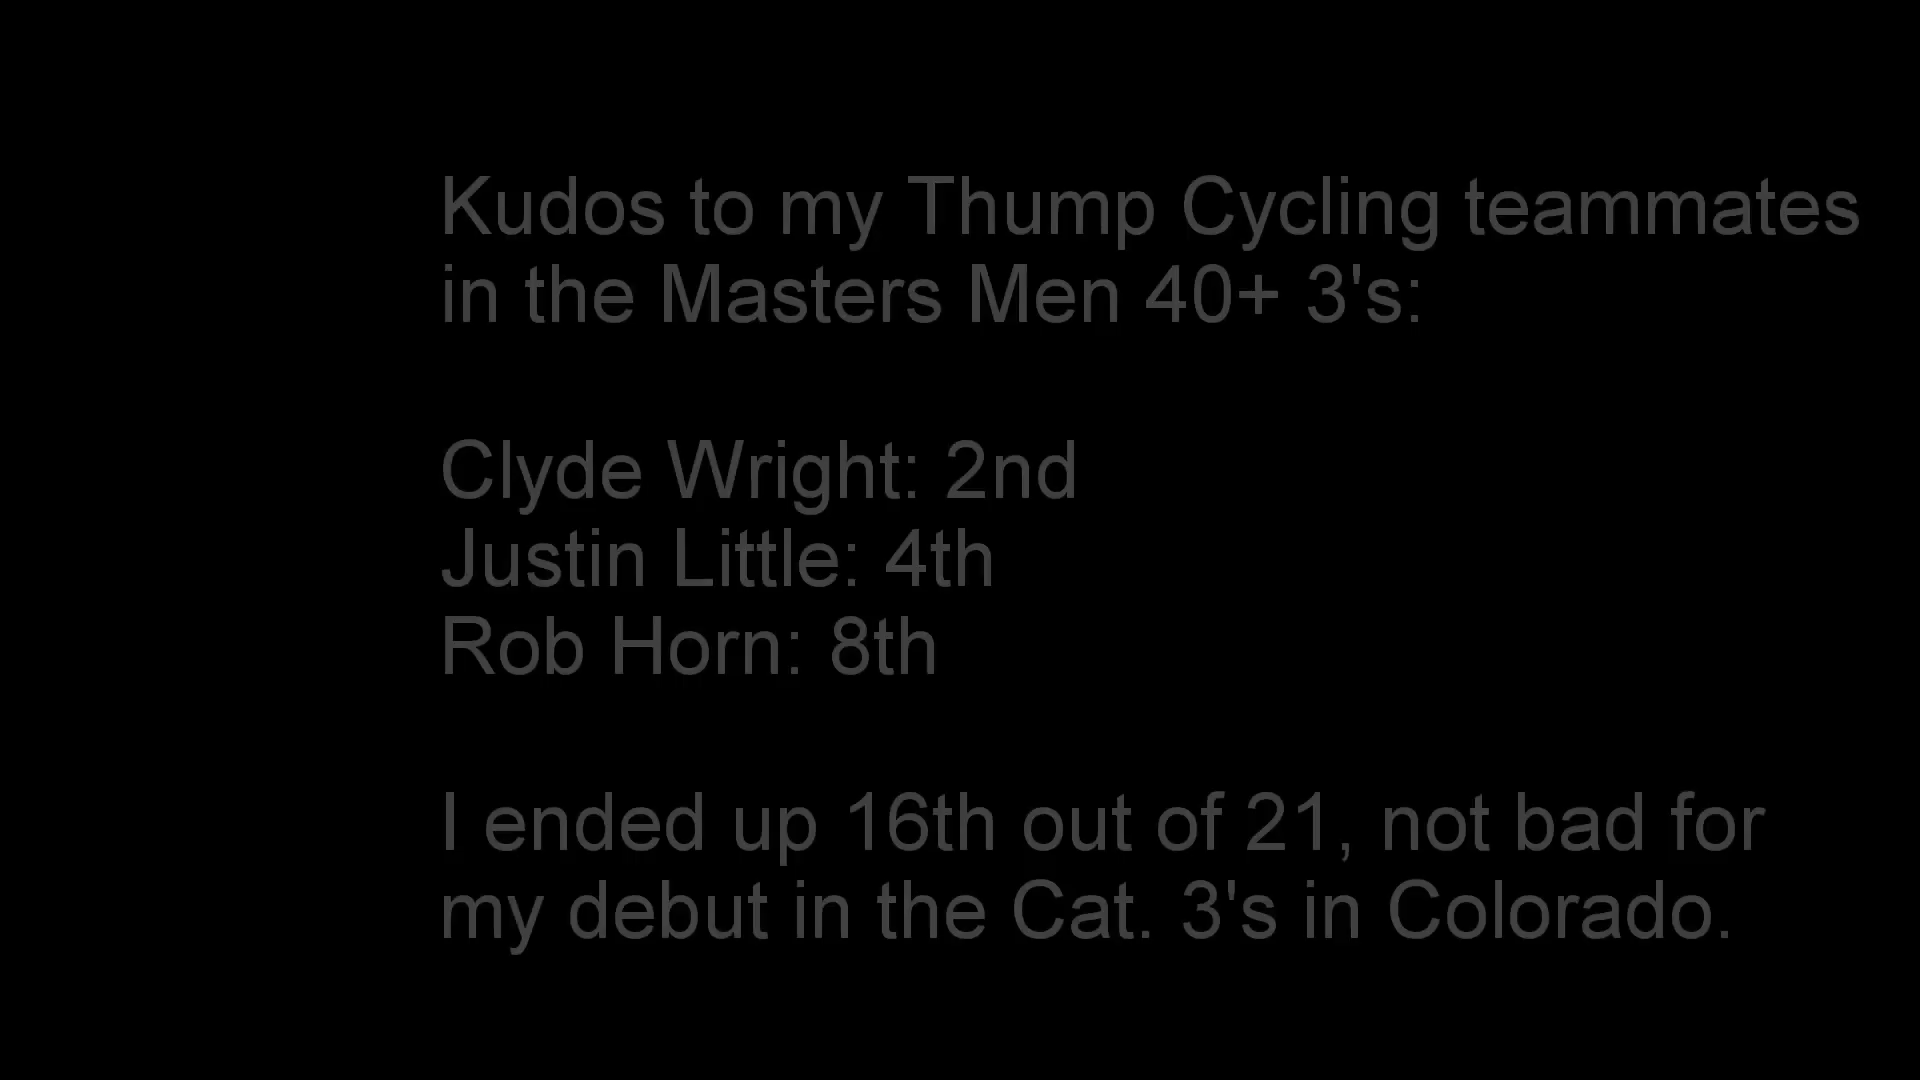 Kudos to my Thump Cycling teammates
in the Masters Men 40+ 3's:
Clyde Wright: 2nd
Justin Little: 4th
Rob Horn: 8th
I ended up 16th out of 21, not bad for
my debut in the Cat. 3's in Colorado.